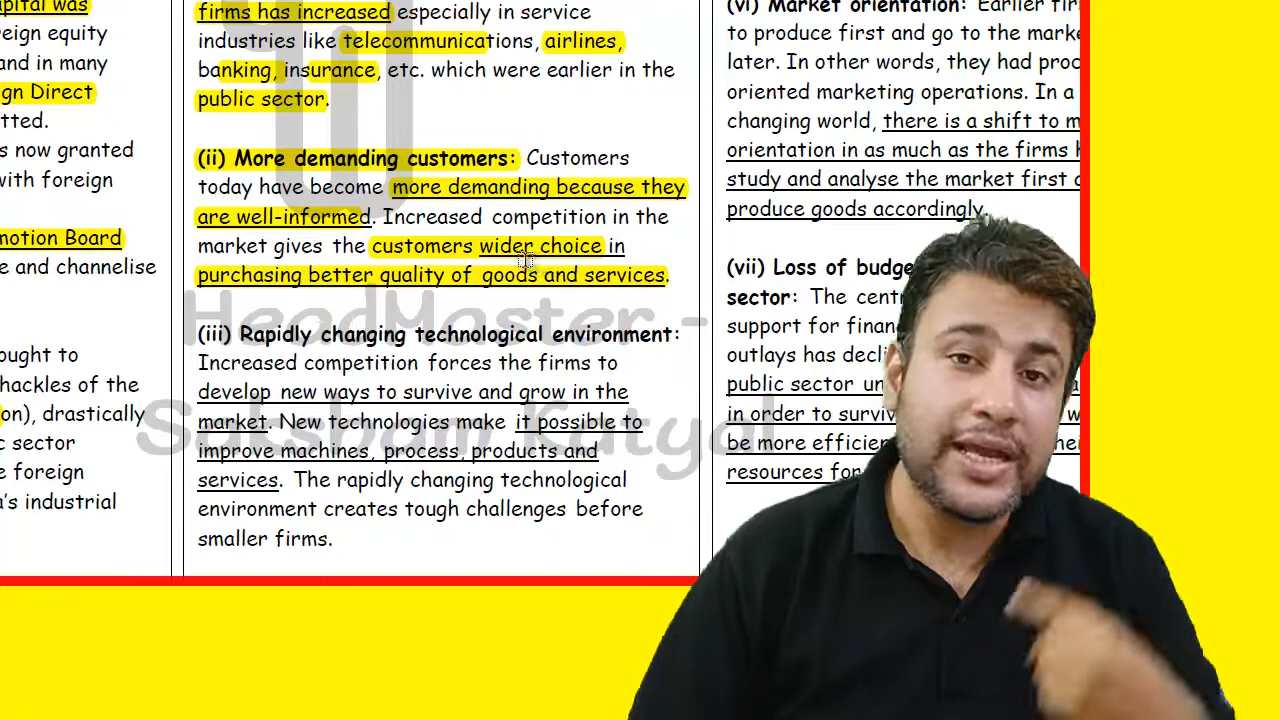 pital was
reign equity
and in many
gn Direct
tted.
s now granted
with foreign
motion Board
e and channelise
ought to
hackles of the
on), drastically
c sector
e foreign
a's industrial
firms has increased especially in service
industries like telecommunications, airlines,
banking, insurance, etc. which were earlier in the
public sector.
(ii) More demanding customers: Customers
today have become more demanding because they
are well-informed. Increased competition in the
market gives the customers wider choice in
purchasing better quality of goods and services.
(iii) Rapidly changing technological environment:
Increased competition forces the firms to
develop new ways to survive and grow in the
market. New technologies make it possible to
improve machines, process, products and
services. The rapidly changing technological
environment creates tough challenges before
smaller firms.
(vi) Market orientation: Earlier fir
to produce first and go to the marke
later. In other words, they had prod
oriented marketing operations. In a
changing world, there is a shift to m
orientation in as much as the firms h
study and analyse the market first a
produce goods accordingly.
(vii) Loss of budge
sector: The cent
support for finan
outlays has decli
public sector un
in order to surviv
be more efficien
resources for
HeadMaster -
Saksham Katyal